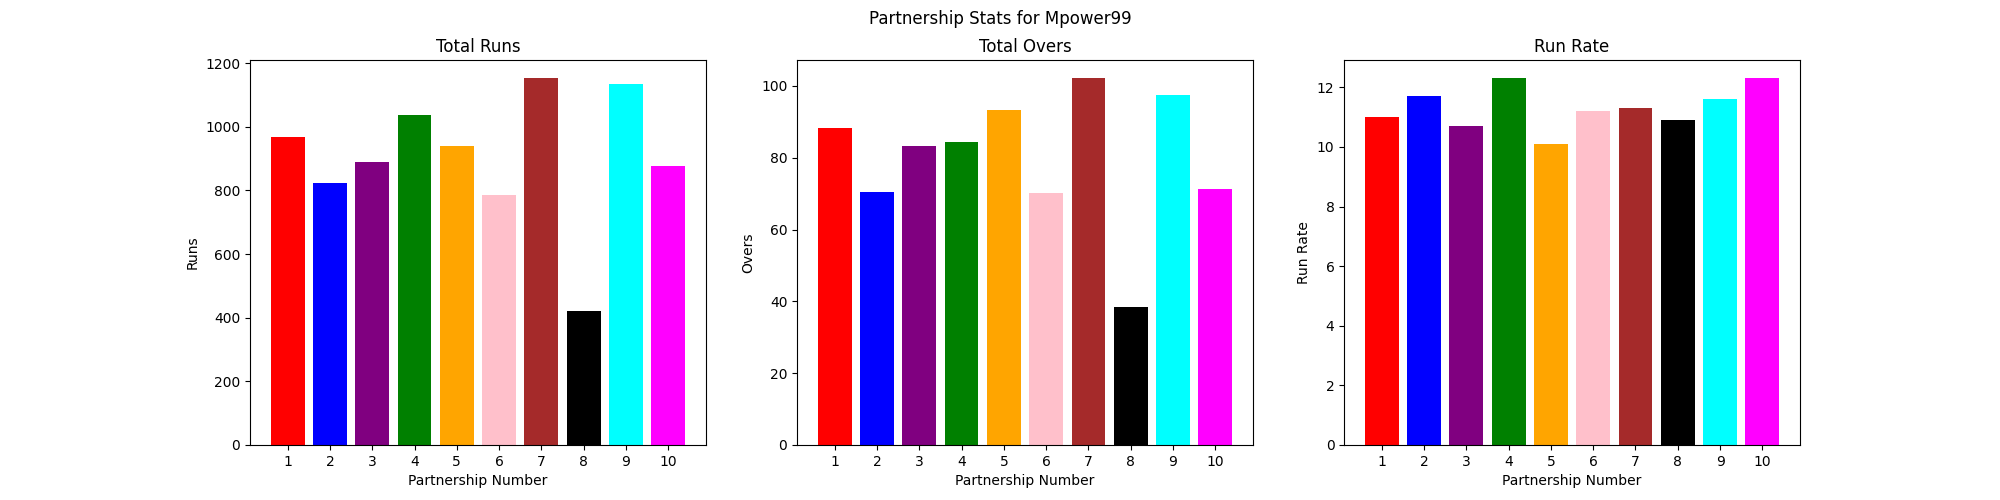 Partnership Stats for Mpower99
Total Runs
1200
1000
800
600
400
200
0
Runs
1 2 3 4 5 6 7 8 9 10
Partnership Number
Total Overs
100
80
60
40
20
0
Overs
1 2 3 4 5 6 7 8 9 10
Partnership Number
Run Rate
12
10
8
6
4
2
0
Run Rate
1 2 3 4 5 6 7 8 9 10
Partnership Number